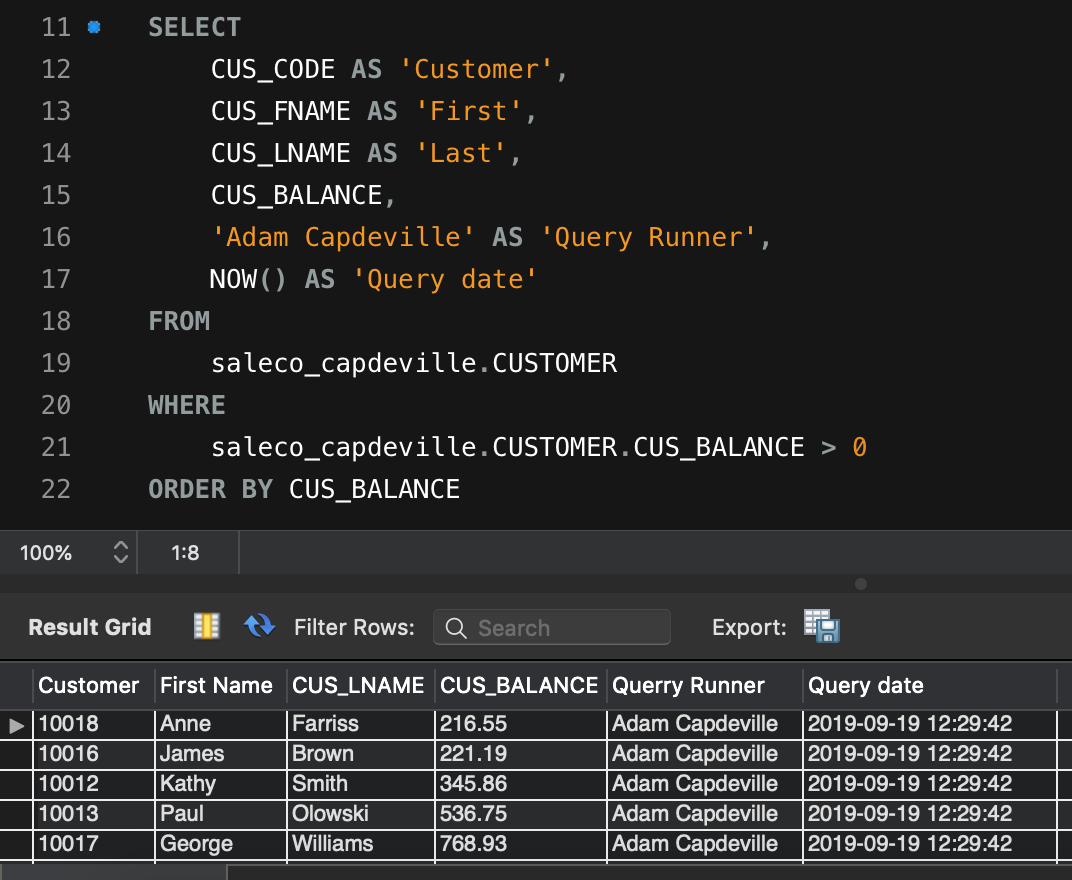 11 SELECT
12 CUS_CODE AS 'Customer',
13 CUS_FNAME AS 'First',
14 CUS_LNAME AS 'Last',
15 CUS_BALANCE,
16 'Adam Capdeville' AS 'Query Runner',
17 NOW() AS 'Query date'
18 FROM
19 saleco_capdeville.CUSTOMER
20 WHERE
21 saleco_capdeville.CUSTOMER.CUS_BALANCE > 0
22 ORDER BY CUS_BALANCE
100% 1:8
Result Grid Filter Rows: Search Export:
Customer First Name CUS_LNAME CUS_BALANCE Querry Runner Query date
10018 Anne Farriss 216.55 Adam Capdeville 2019-09-19 12:29:42
10016 James Brown 221.19 Adam Capdeville 2019-09-19 12:29:42
10012 Kathy Smith 345.86 Adam Capdeville 2019-09-19 12:29:42
10013 Paul Olowski 536.75 Adam Capdeville 2019-09-19 12:29:42
10017 George Williams 768.93 Adam Capdeville 2019-09-19 12:29:42